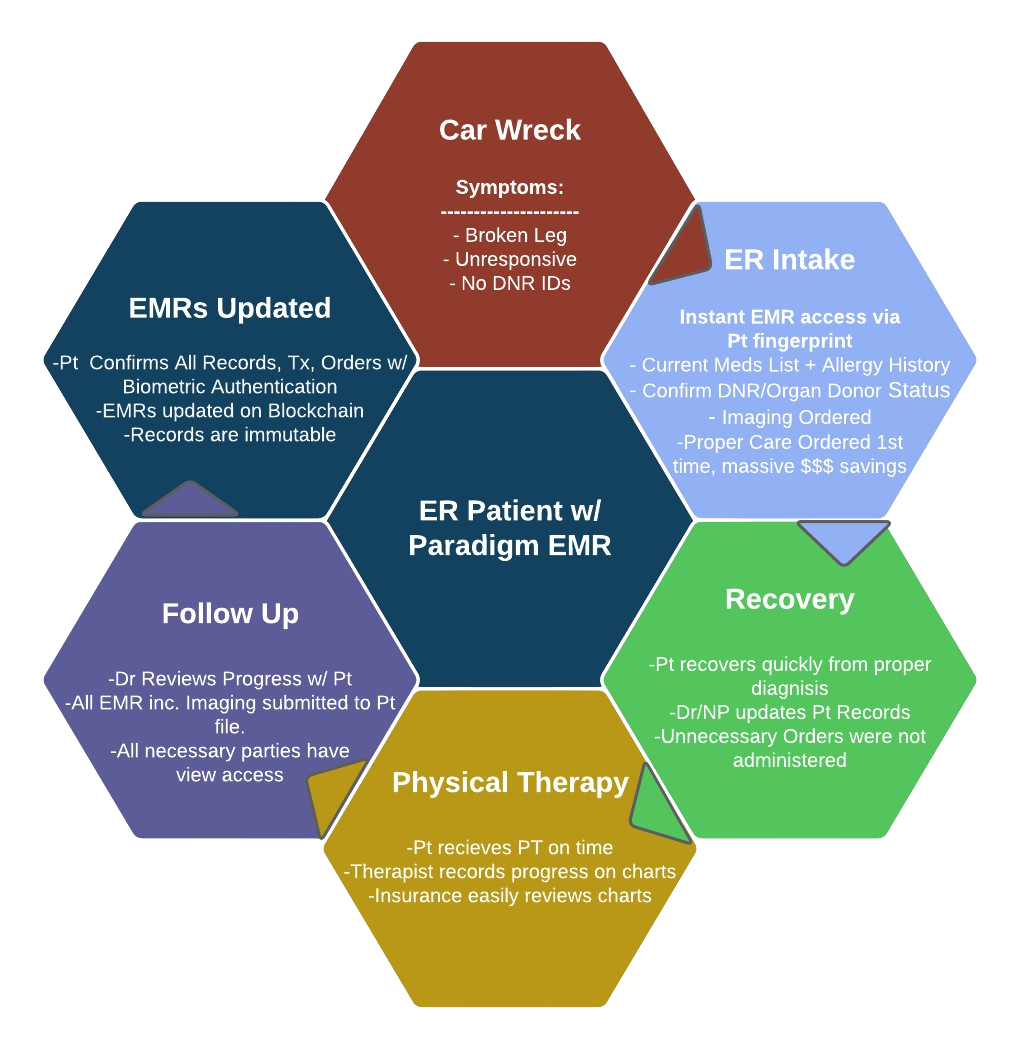 Car Wreck
Symptoms:
---------------------
- Broken Leg
- Unresponsive
- No DNR IDs
ER Intake
Instant EMR access via
Pt fingerprint
- Current Meds List + Allergy History
- Confirm DNR/Organ Donor Status
- Imaging Ordered
-Proper Care Ordered 1st
time, massive $$$ savings
EMRs Updated
-Pt  Confirms All Records, Tx, Orders w/
Biometric Authentication
-EMRs updated on Blockchain
-Records are immutable
ER Patient w/
Paradigm EMR
Recovery
-Pt recovers quickly from proper
diagnisis
-Dr/NP updates Pt Records
-Unnecessary Orders were not
administered
Follow Up
-Dr Reviews Progress w/ Pt
-All EMR inc. Imaging submitted to Pt
file.
-All necessary parties have
view access
Physical Therapy
-Pt recieves PT on time
-Therapist records progress on charts
-Insurance easily reviews charts